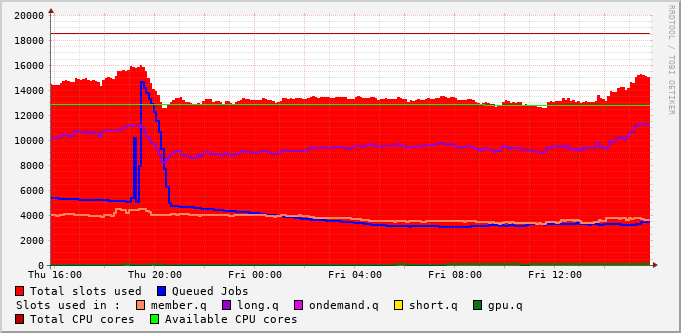 20000
18000
16000
14000
12000
10000
8000
6000
4000
2000
0
Thu 16:00 Thu 20:00 Fri 00:00 Fri 04:00 Fri 08:00 Fri 12:00
Total slots used Queued Jobs
Slots used in : member.q long.q ondemand.q short.q gpu.q
Total CPU cores Available CPU cores
RRDTOOL / TOBI OETIKER